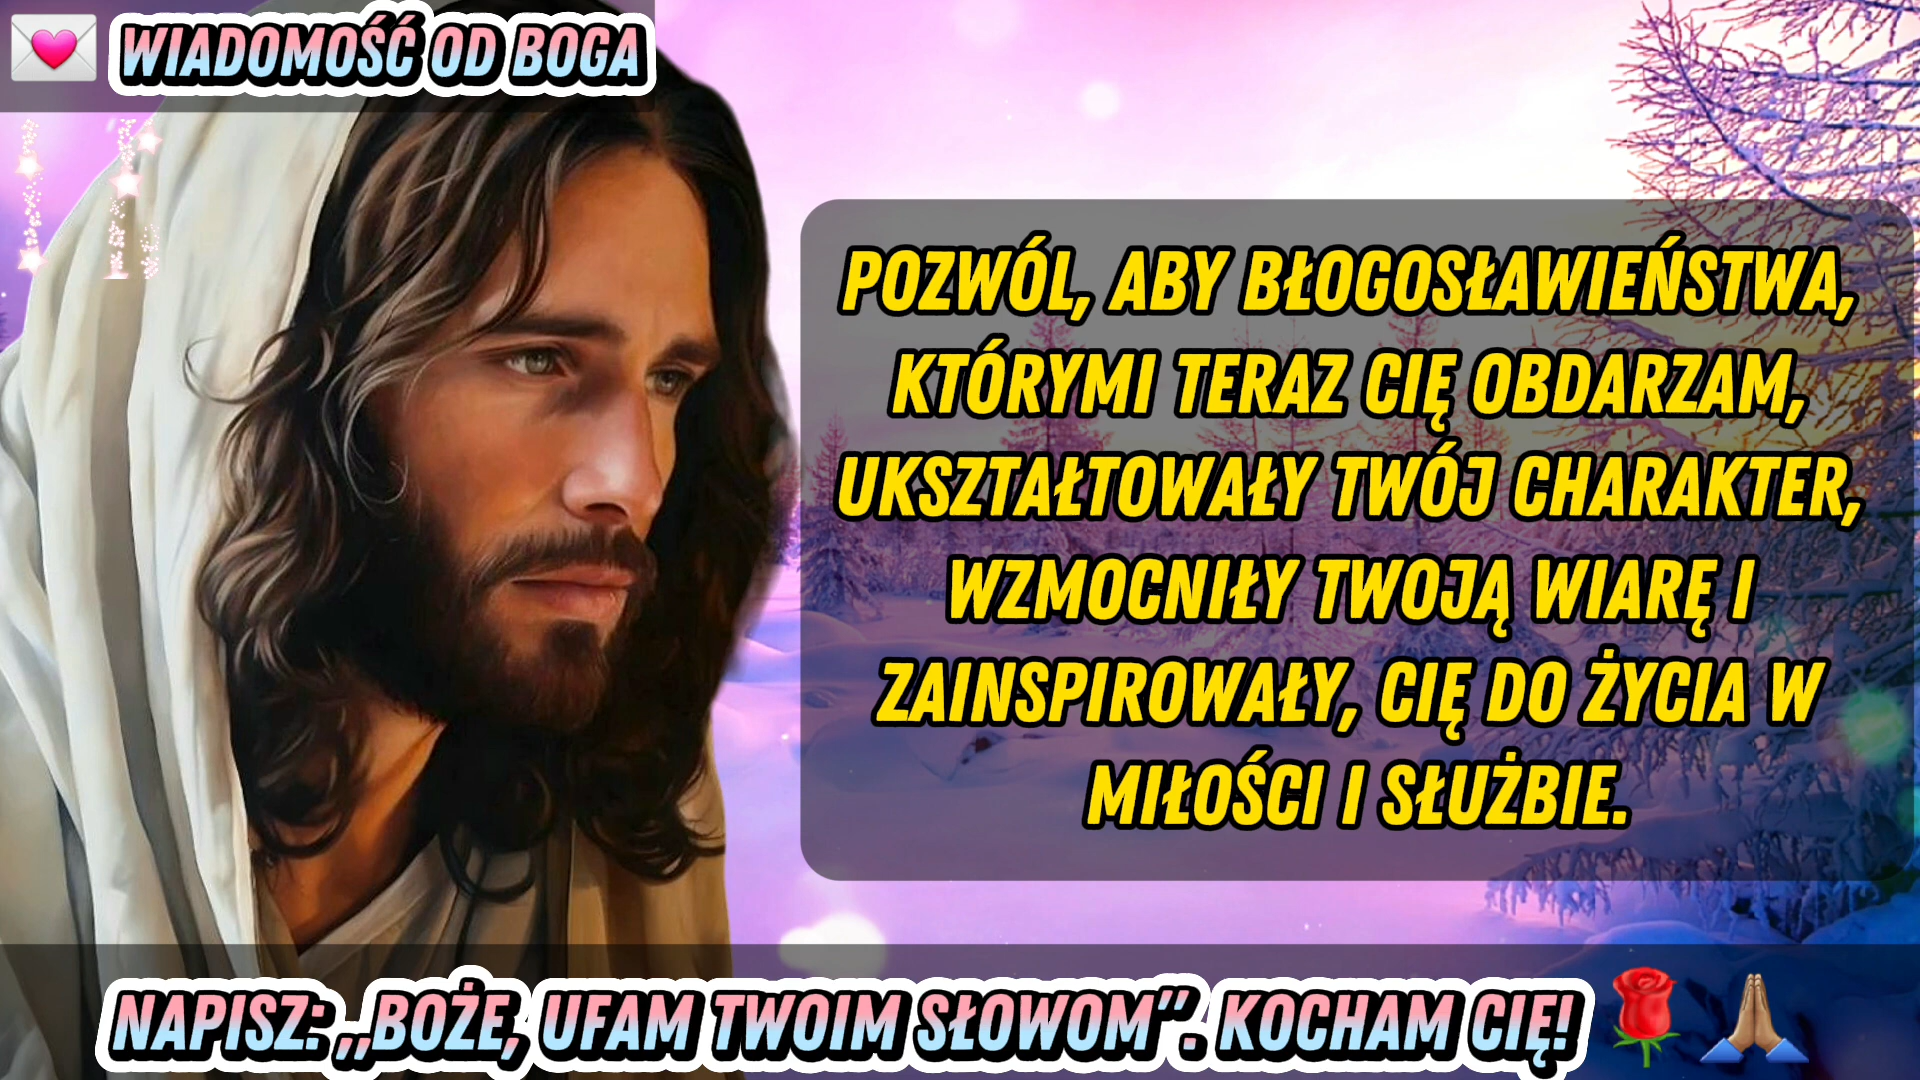 WIADOMOŚĆ OD BOGA
POZWÓL, ABY BŁOGOSŁAWIEŃSTWA,
KTÓRYMI TERAZ CIĘ OBDARZAM,
UKSZTAŁTOWAŁY TWÓJ CHARAKTER,
WZMOCNIŁY TWOJĄ WIARĘ I
ZAINSPIROWAŁY, CIĘ DO ŻYCIA W
MIŁOŚCI I SŁUŻBIE.
NAPISZ: ,,BOŻE, UFAM TWOIM SŁOWOM”. KOCHAM CIĘ!